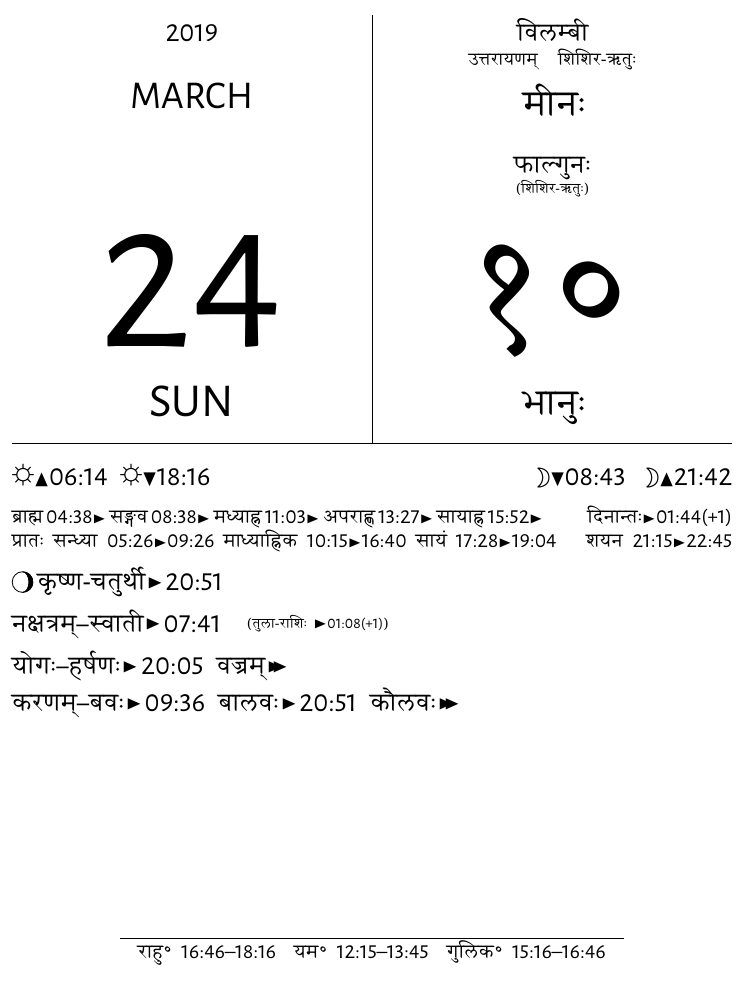 2019
MARCH
24
SUN
विलम्बी
उत्तरायणम् शिशिर-ऋतुः
मीनः
फाल्गुनः
(शिशिर-ऋतुः)
१०
भानुः
☼▲06:14 ☼▼18:16 ☽▼08:43 ☽▲21:42
ब्राह्म 04:38► सङ्गव 08:38► मध्याह्न 11:03► अपराह्ण 13:27► सायाह्न 15:52► दिनान्तः►01:44(+1)
प्रातः सन्ध्या 05:26►09:26 माध्याह्निक 10:15►16:40 सायं 17:28►19:04 शयन 21:15►22:45
कृष्ण-चतुर्थी►20:51
नक्षत्रम्–स्वाती►07:41 (तुला-राशिः ►01:08(+1))
योगः–हर्षणः►20:05 वज्रम्►►
करणम्–बवः►09:36 बालवः►20:51 कौलवः►►
राहु॰ 16:46–18:16 यम॰ 12:15–13:45 गुलिक॰ 15:16–16:46